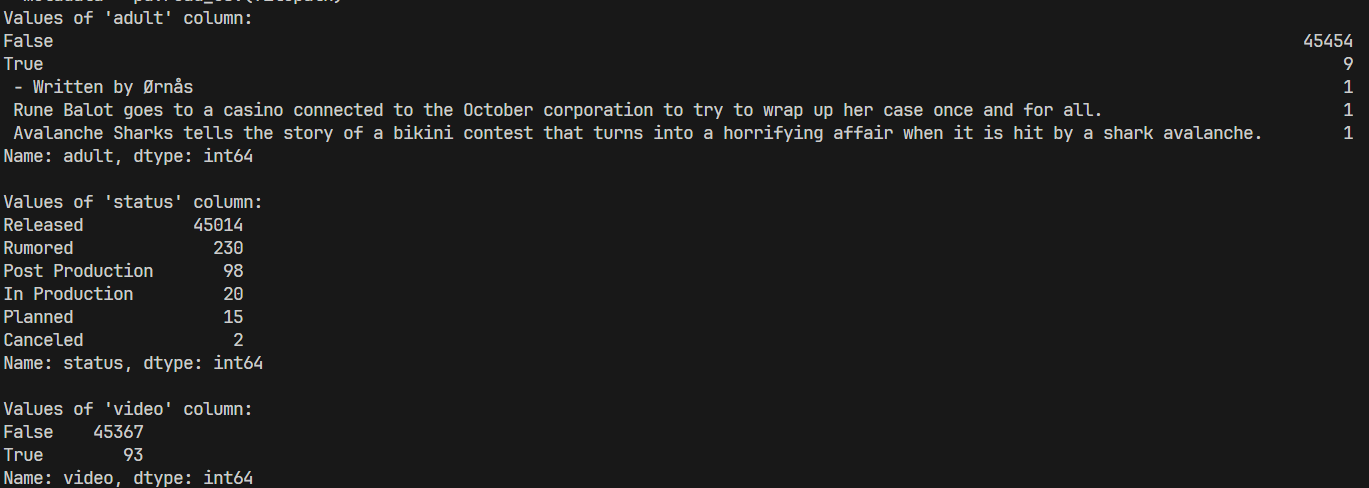 Values of 'adult' column:
False 45454
True 9
- Written by Ørnås 1
Rune Balot goes to a casino connected to the October corporation to try to wrap up her case once and for all. 1
Avalanche Sharks tells the story of a bikini contest that turns into a horrifying affair when it is hit by a shark avalanche. 1
Name: adult, dtype: int64
Values of 'status' column:
Released 45014
Rumored 230
Post Production 98
In Production 20
Planned 15
Canceled 2
Name: status, dtype: int64
Values of 'video' column:
False 45367
True 93
Name: video, dtype: int64